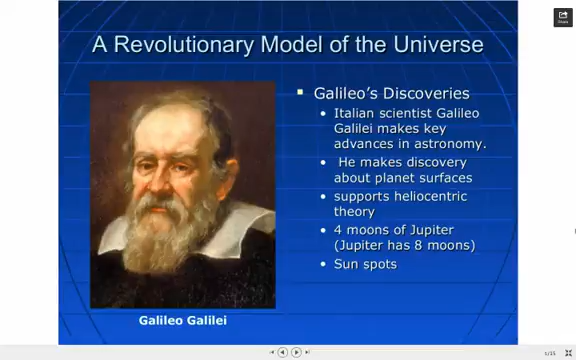 A Revolutionary Model of the Universe
Galileo's Discoveries
Italian scientist Galileo
Galilei makes key
advances in astronomy.
He makes discovery
about planet surfaces
supports heliocentric
theory
4 moons of Jupiter
(Jupiter has 8 moons)
Sun spots
Galileo Galilei